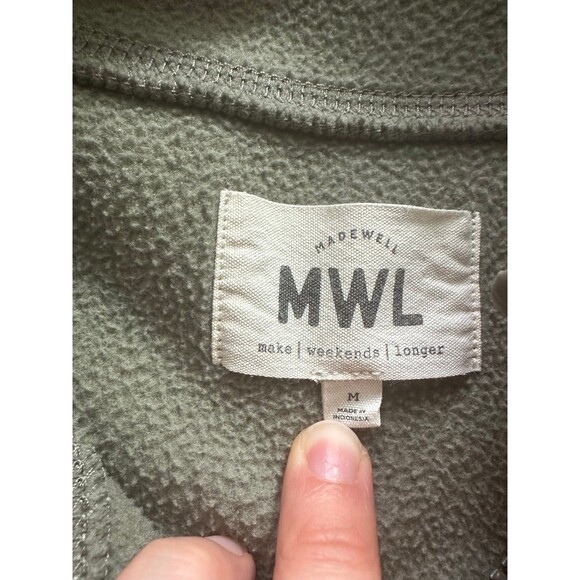 MADEWELL
MWL
make | weekends | longer
M
MADE IN
INDONESIA